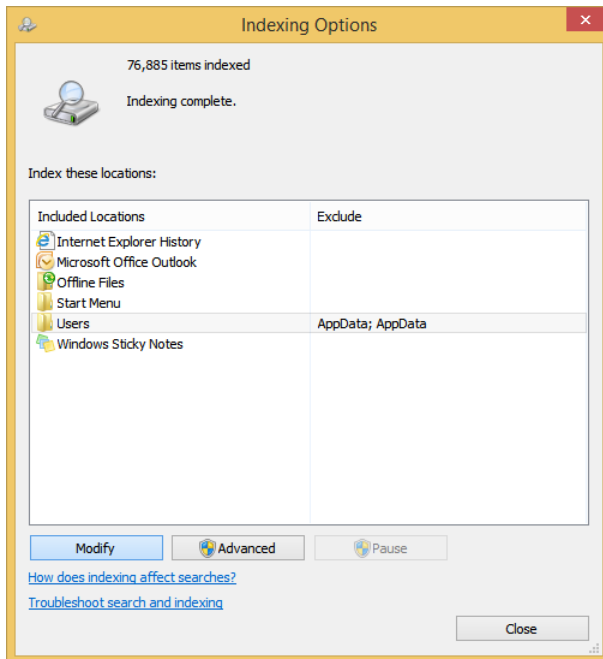 Indexing Options
76,885 items indexed
Indexing complete.
Index these locations:
Included Locations Exclude
Internet Explorer History
Microsoft Office Outlook
Offline Files
Start Menu
Users AppData; AppData
Windows Sticky Notes
Modify Advanced Pause
How does indexing affect searches?
Troubleshoot search and indexing
Close